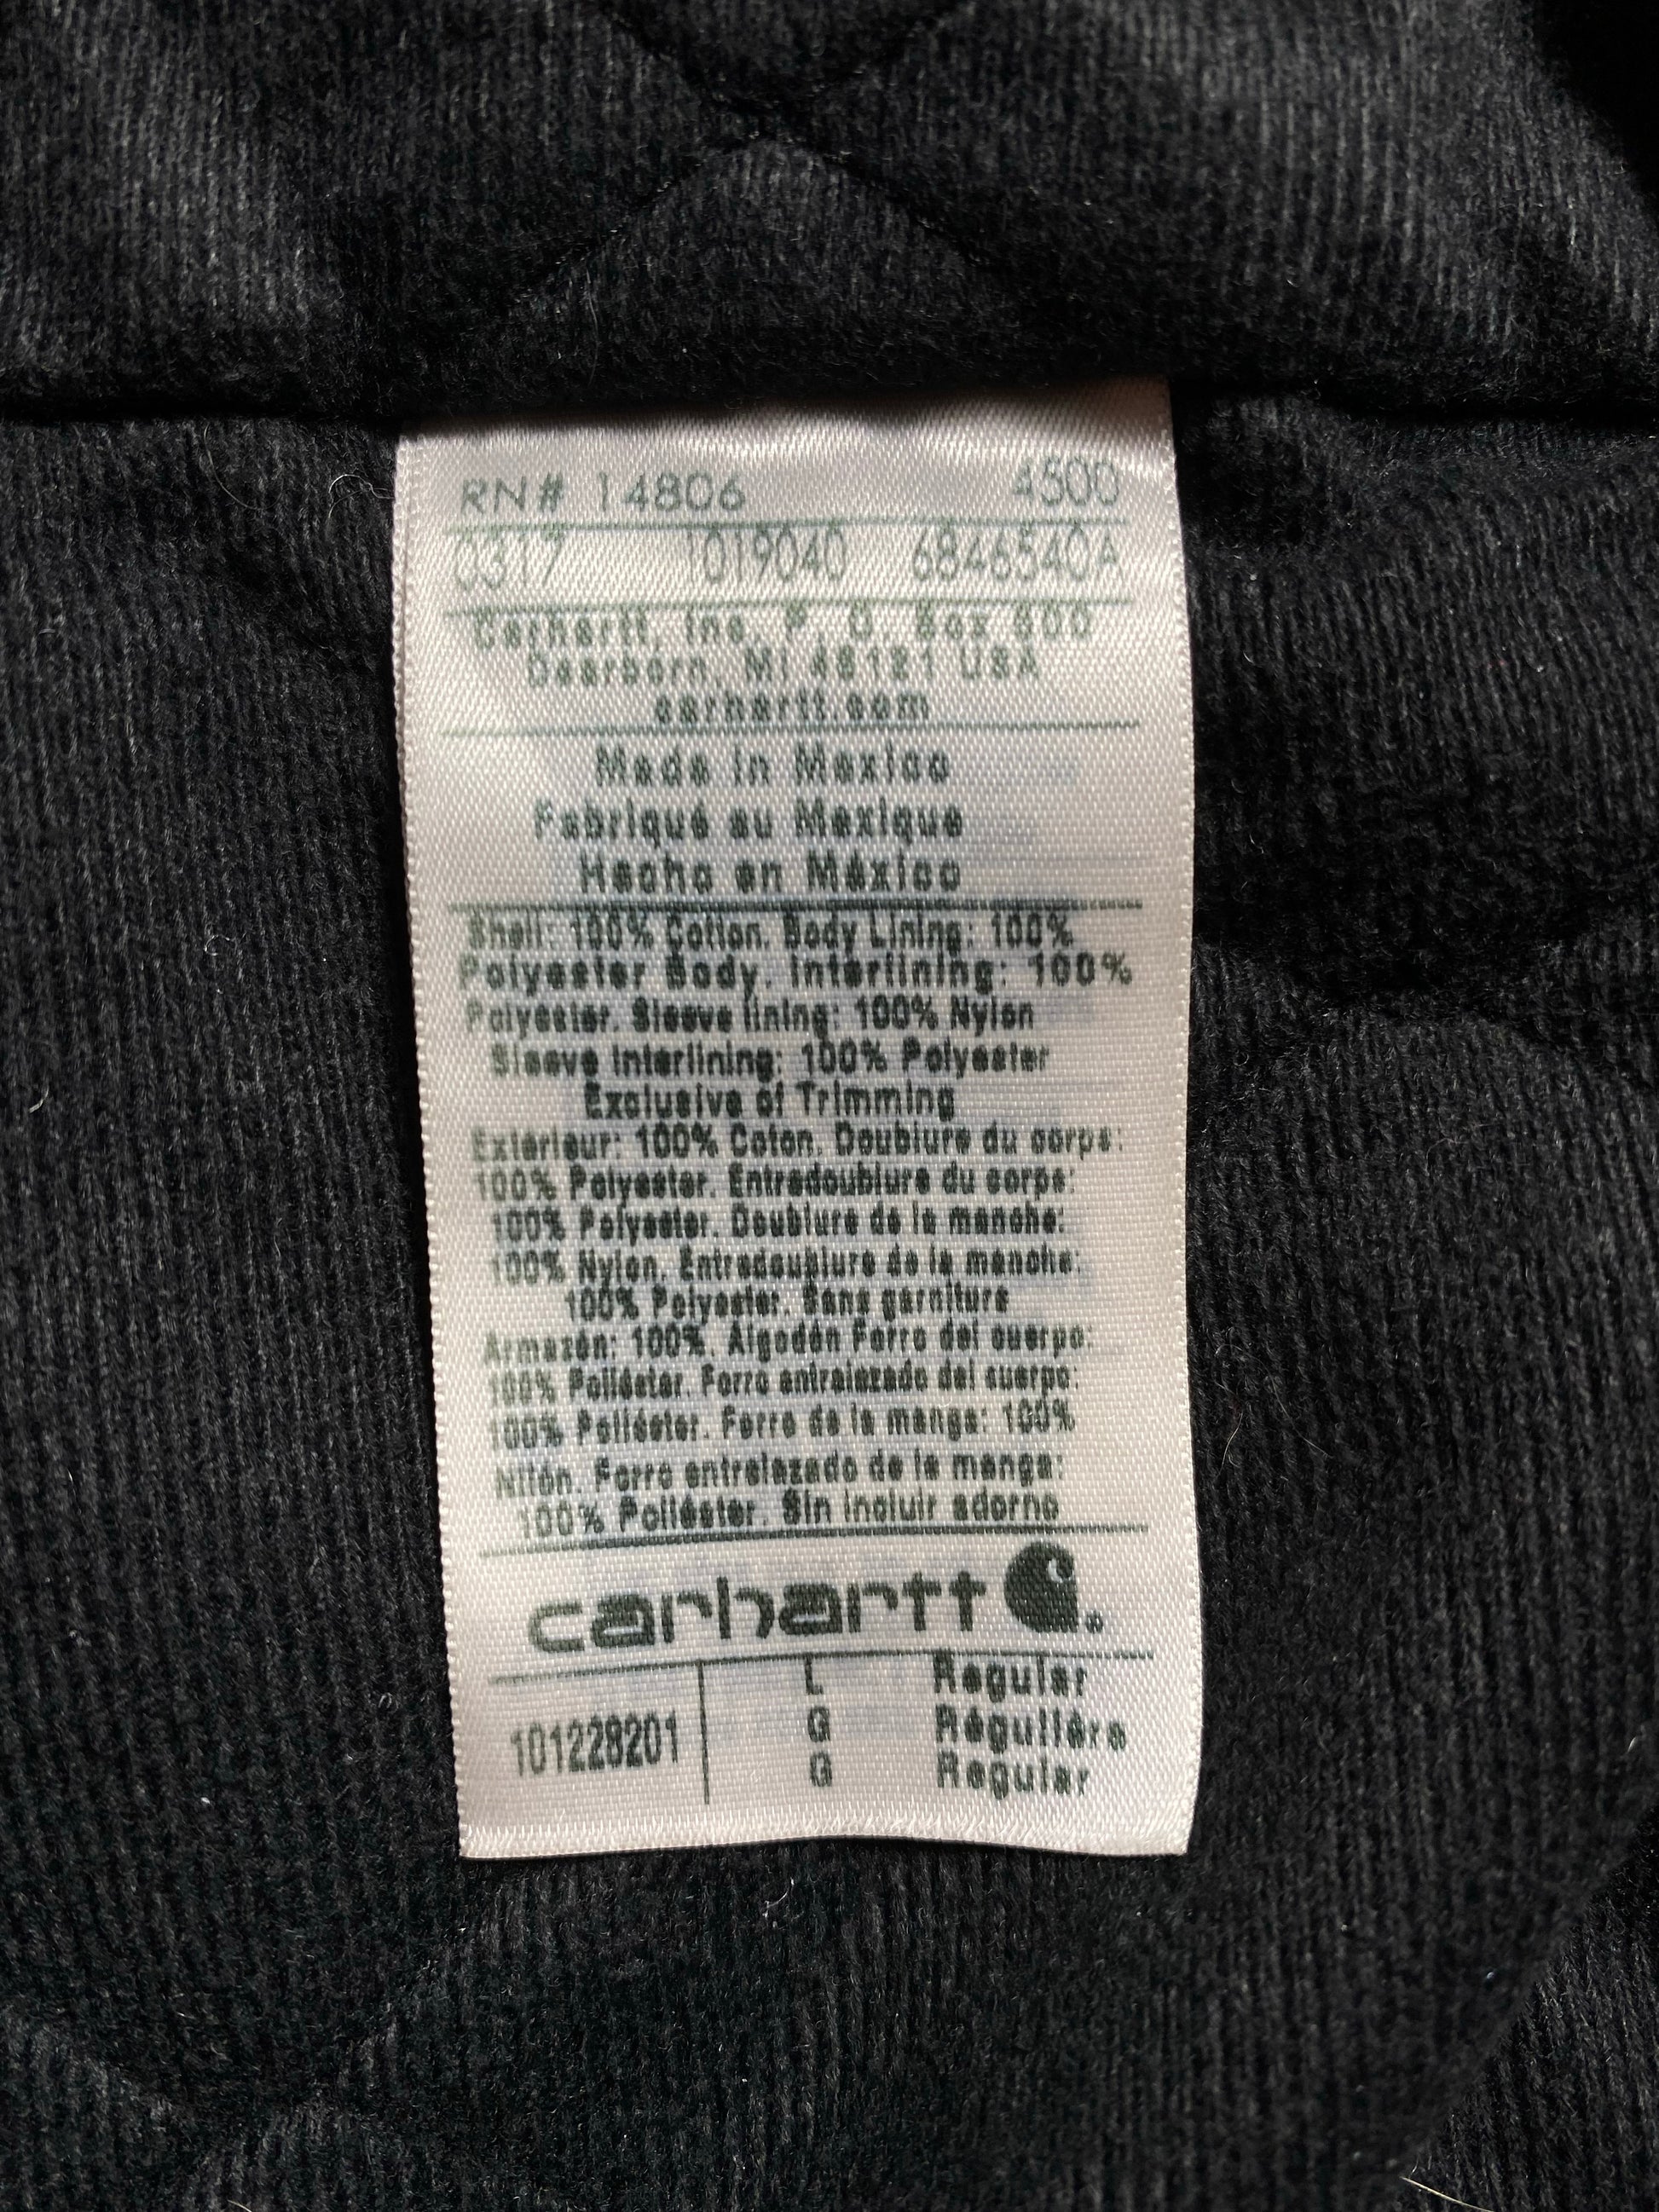 RN# 14806 4500
0317 1019040 6846540A
Carhartt, Inc. P. O. Box 600
Dearborn, MI 48121 USA
carhartt.com
Made in Mexico
Fabriqué au Mexique
Hecho en México
Shell: 100% Cotton. Body Lining: 100%
Polyester Body. Interlining: 100%
Polyester. Sleeve lining: 100% Nylon
Sleeve Interlining: 100% Polyester
Exclusive of Trimming
Extérieur: 100% Coton. Doublure du corps:
100% Polyester. Entredoublure du corps:
100% Polyester. Doublure de la manche:
100% Nylon. Entredoublure de la manche:
100% Polyester. Sans garniture
Armazón: 100%. Algodón Forro del cuerpo:
100% Poliéster. Forro entrelazado del cuerpo:
100% Poliéster. Forro de la manga: 100%
Nilón. Forro entrelazado de la manga:
100% Poliéster. Sin incluir adorno
carhartt
101228201
L Regular
G Régulière
G Regular